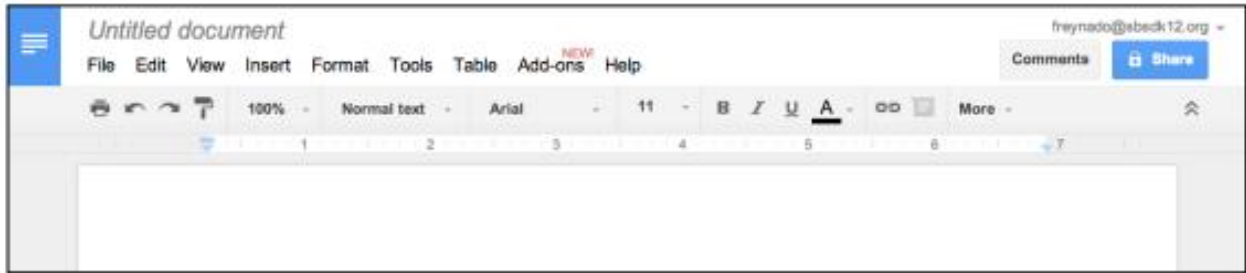 Untitled document
freynado@sbsdk12.org
File Edit View Insert Format Tools Table Add-ons NEW! Help
Comments Share
100% Normal text Arial 11 B I U A More
1 2 3 4 5 6 7